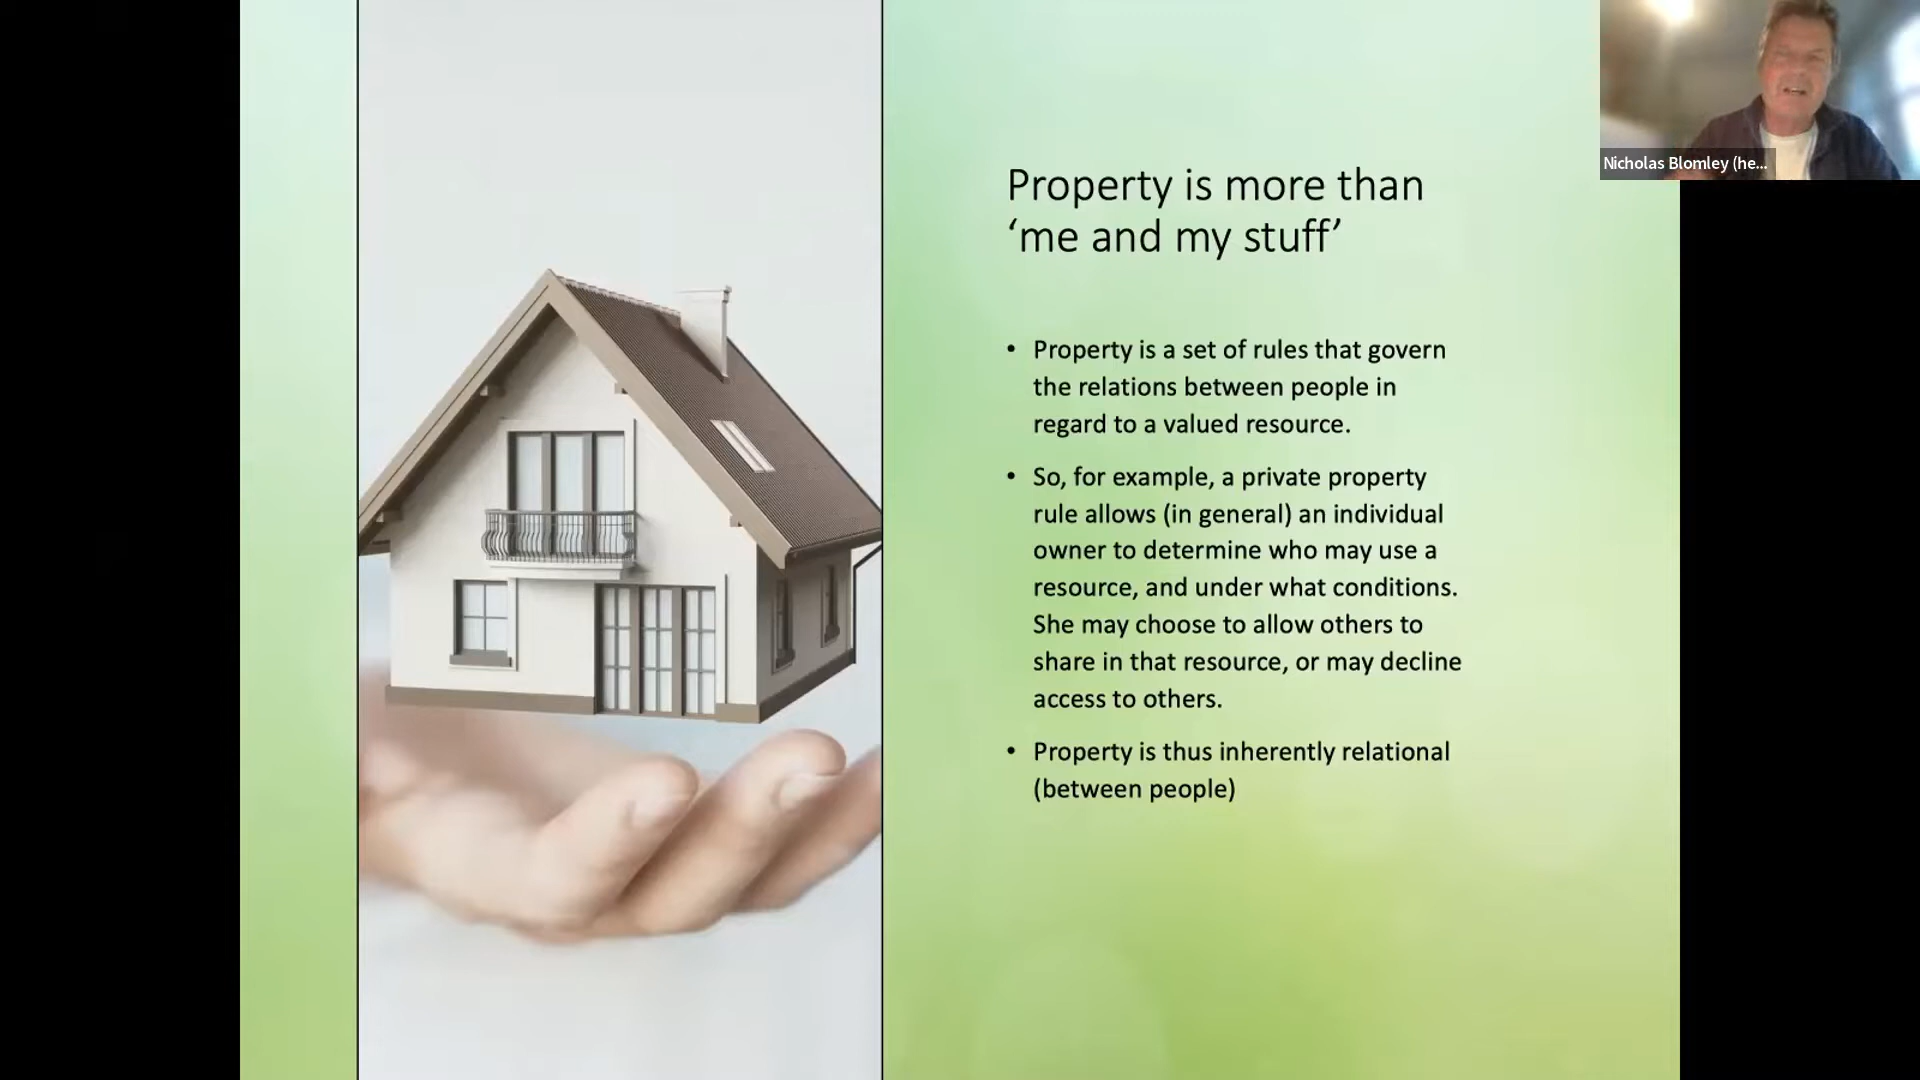 Nicholas Blomley (he...
Property is more than
‘me and my stuff’
• Property is a set of rules that govern
the relations between people in
regard to a valued resource.
• So, for example, a private property
rule allows (in general) an individual
owner to determine who may use a
resource, and under what conditions.
She may choose to allow others to
share in that resource, or may decline
access to others.
• Property is thus inherently relational
(between people)